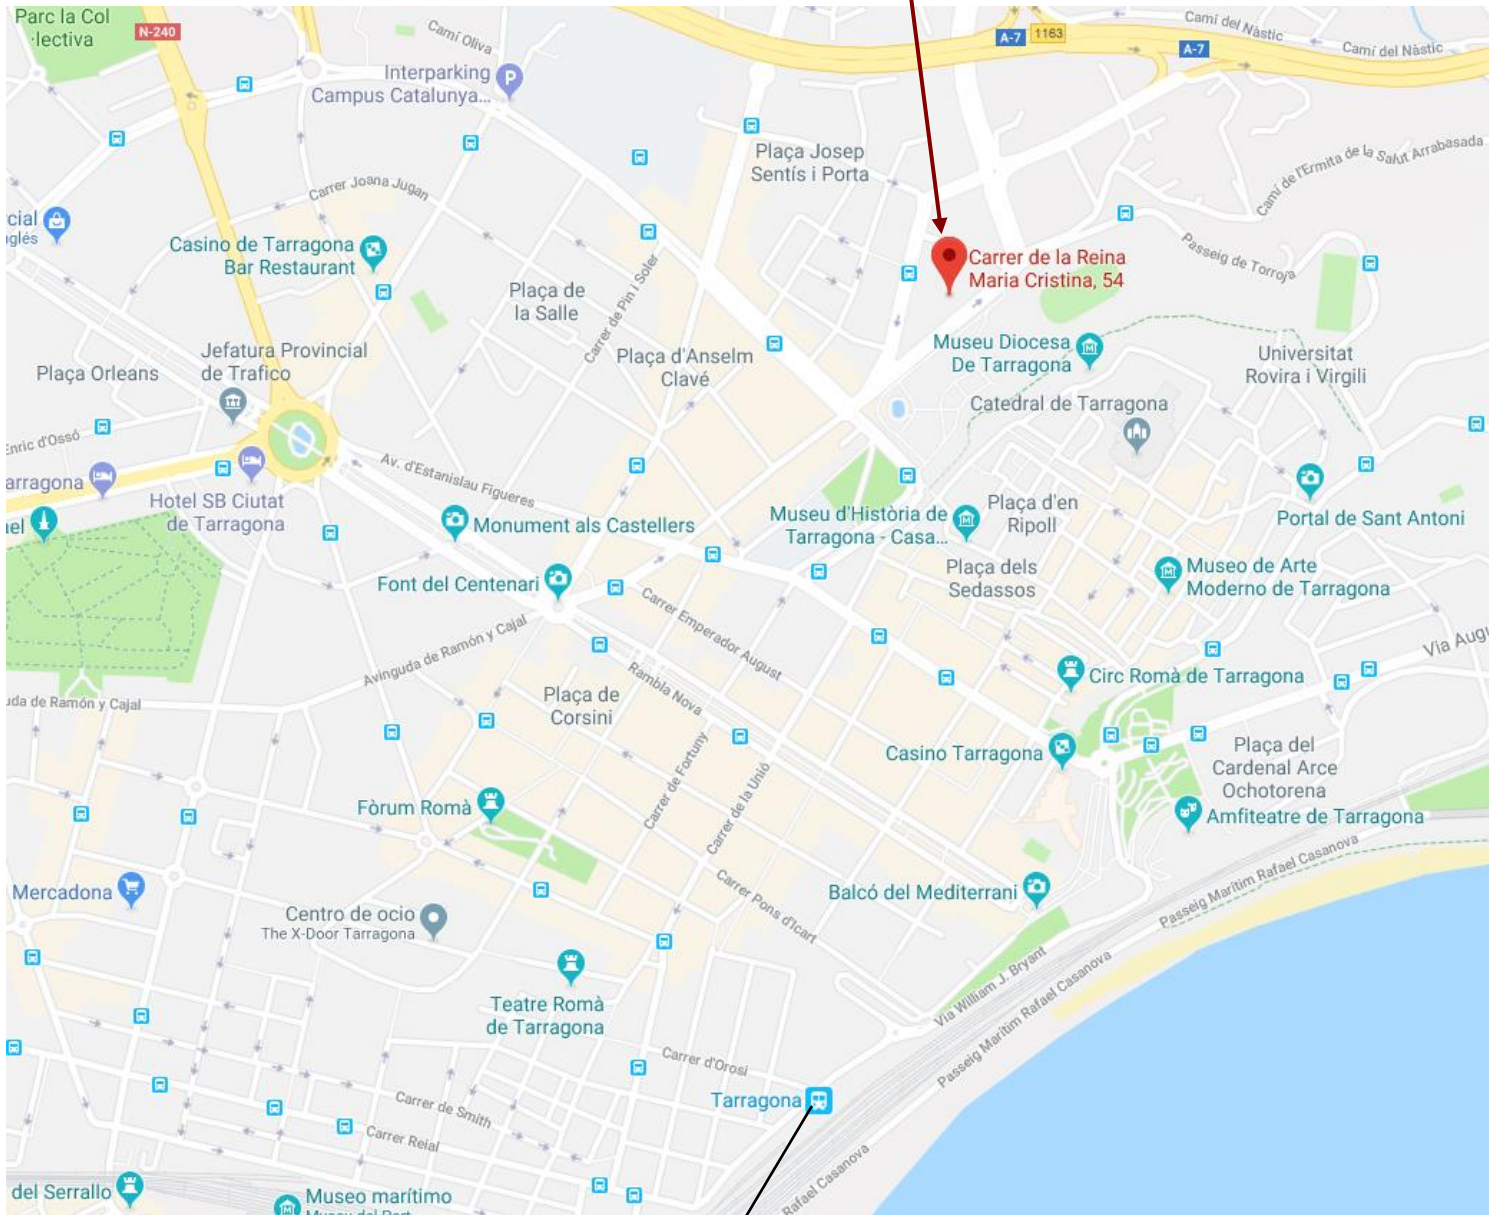 Parc la Col
·lectiva
N-240
Camí Oliva
Interparking
Campus Catalunya...
P
A-7
1163
A-7
Camí del Nàstic
Camí del Nàstic
Plaça Josep
Sentís i Porta
Camí de l'Ermita de la Salut Arrabasada
Carrer Joana Jugan
cial
nglés
Casino de Tarragona
Bar Restaurant
Carrer de la Reina
Maria Cristina, 54
Passeig de Torroja
Plaça de
la Salle
Carrer de Pin i Soler
Museu Diocesa
De Tarragona
Universitat
Rovira i Virgili
Jefatura Provincial
de Trafico
Plaça Orleans
Plaça d'Anselm
Clavé
Catedral de Tarragona
Enric d'Ossó
Av. d'Estanislau Figueres
arragona
Hotel SB Ciutat
de Tarragona
nel
Monument als Castellers
Museu d'Història de
Tarragona - Casa...
Plaça d'en
Ripoll
Portal de Sant Antoni
Plaça dels
Sedassos
Museo de Arte
Moderno de Tarragona
Font del Centenari
Carrer Emperador August
Avinguda de Ramón y Cajal
Via Augu
Rambla Nova
Circ Romà de Tarragona
Plaça de
Corsini
uda de Ramón y Cajal
Casino Tarragona
Plaça del
Cardenal Arce
Ochotorena
Carrer de Fortuny
Carrer de la Unió
Fòrum Romà
Amfiteatre de Tarragona
Mercadona
Balcó del Mediterrani
Passeig Marítim Rafael Casanova
Carrer Pons d'Icart
Centro de ocio
The X-Door Tarragona
Via William J. Bryant
Teatre Romà
de Tarragona
Passeig Marítim Rafael Casanova
Carrer d'Orosi
Tarragona
Carrer de Smith
Carrer Reial
Rafael Casanova
del Serrallo
Museo marítimo
Museu del Port